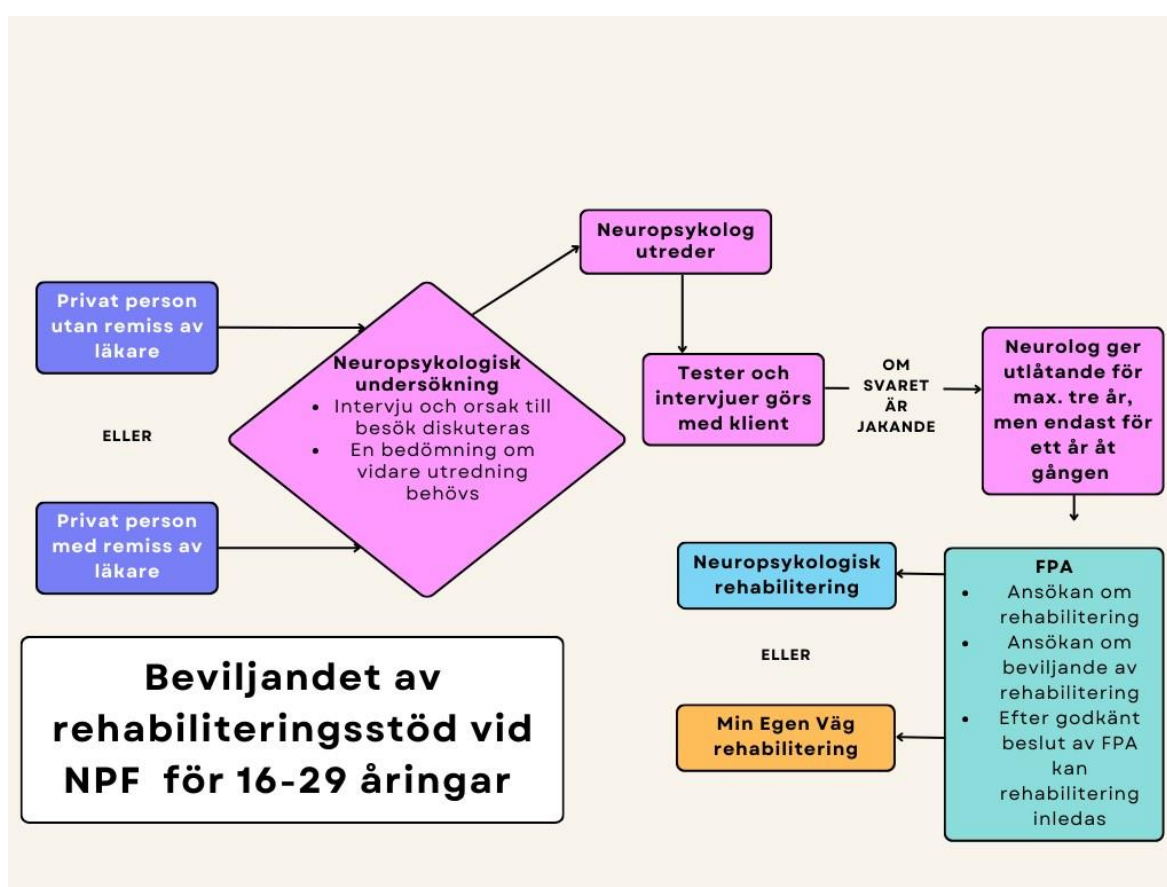 Privat person
utan remiss av
läkare
ELLER
Privat person
med remiss av
läkare
Neuropsykologisk
undersökning
• Intervju och orsak till
besök diskuteras
• En bedömning om
vidare utredning
behövs
Neuropsykolog
utreder
Tester och
intervjuer görs
med klient
OM
SVARET
ÄR
JAKANDE
Neurolog ger
utlåtande för
max. tre år,
men endast för
ett år åt
gången
FPA
• Ansökan om
rehabilitering
• Ansökan om
beviljande av
rehabilitering
• Efter godkänt
beslut av FPA
kan
rehabilitering
inledas
Neuropsykologisk
rehabilitering
ELLER
Min Egen Väg
rehabilitering
Beviljandet av
rehabiliteringsstöd vid
NPF för 16-29 åringar